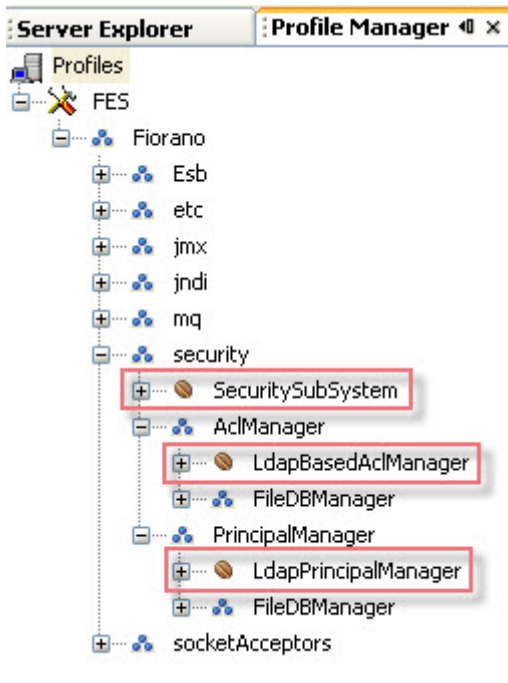 Server Explorer Profile Manager
Profiles
FES
Fiorano
Esb
etc
jmx
jndi
mq
security
SecuritySubSystem
AclManager
LdapBasedAclManager
FileDBManager
PrincipalManager
LdapPrincipalManager
FileDBManager
socketAcceptors